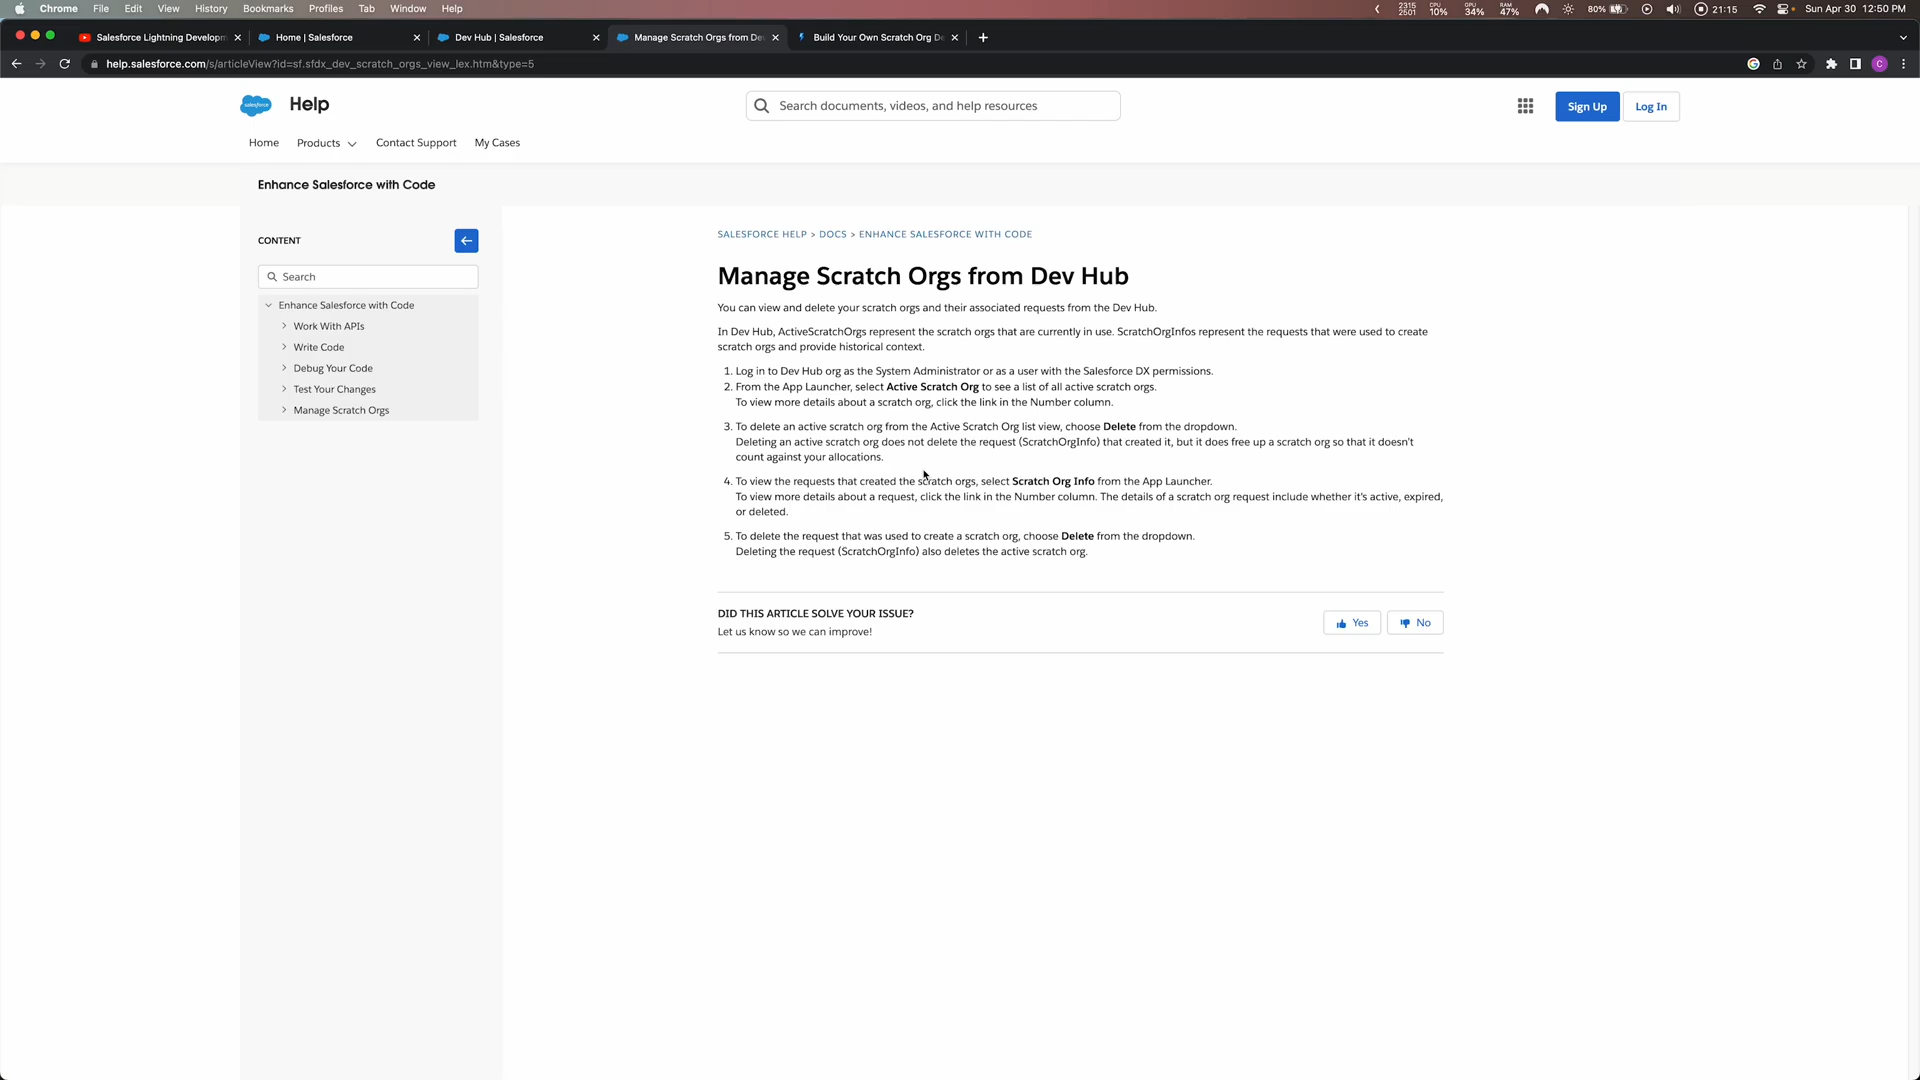 Chrome File Edit View History Bookmarks Profiles Tab Window Help
2315 2501 CPU 10% GPU 34% RAM 47% 80% 21:15 Sun Apr 30 12:50 PM
Salesforce Lightning Developm
Home | Salesforce
Dev Hub | Salesforce
Manage Scratch Orgs from Dev
Build Your Own Scratch Org De
help.salesforce.com/s/articleView?id=sf.sfdx_dev_scratch_orgs_view_lex.htm&type=5
C
salesforce
Help
Search documents, videos, and help resources
Sign Up
Log In
Home
Products
Contact Support
My Cases
Enhance Salesforce with Code
CONTENT
Search
Enhance Salesforce with Code
Work With APIs
Write Code
Debug Your Code
Test Your Changes
Manage Scratch Orgs
SALESFORCE HELP > DOCS > ENHANCE SALESFORCE WITH CODE
Manage Scratch Orgs from Dev Hub
You can view and delete your scratch orgs and their associated requests from the Dev Hub.
In Dev Hub, ActiveScratchOrgs represent the scratch orgs that are currently in use. ScratchOrgInfos represent the requests that were used to create
scratch orgs and provide historical context.
1. Log in to Dev Hub org as the System Administrator or as a user with the Salesforce DX permissions.
2. From the App Launcher, select Active Scratch Org to see a list of all active scratch orgs.
To view more details about a scratch org, click the link in the Number column.
3. To delete an active scratch org from the Active Scratch Org list view, choose Delete from the dropdown.
Deleting an active scratch org does not delete the request (ScratchOrgInfo) that created it, but it does free up a scratch org so that it doesn't
count against your allocations.
4. To view the requests that created the scratch orgs, select Scratch Org Info from the App Launcher.
To view more details about a request, click the link in the Number column. The details of a scratch org request include whether it's active, expired,
or deleted.
5. To delete the request that was used to create a scratch org, choose Delete from the dropdown.
Deleting the request (ScratchOrgInfo) also deletes the active scratch org.
DID THIS ARTICLE SOLVE YOUR ISSUE?
Let us know so we can improve!
Yes
No